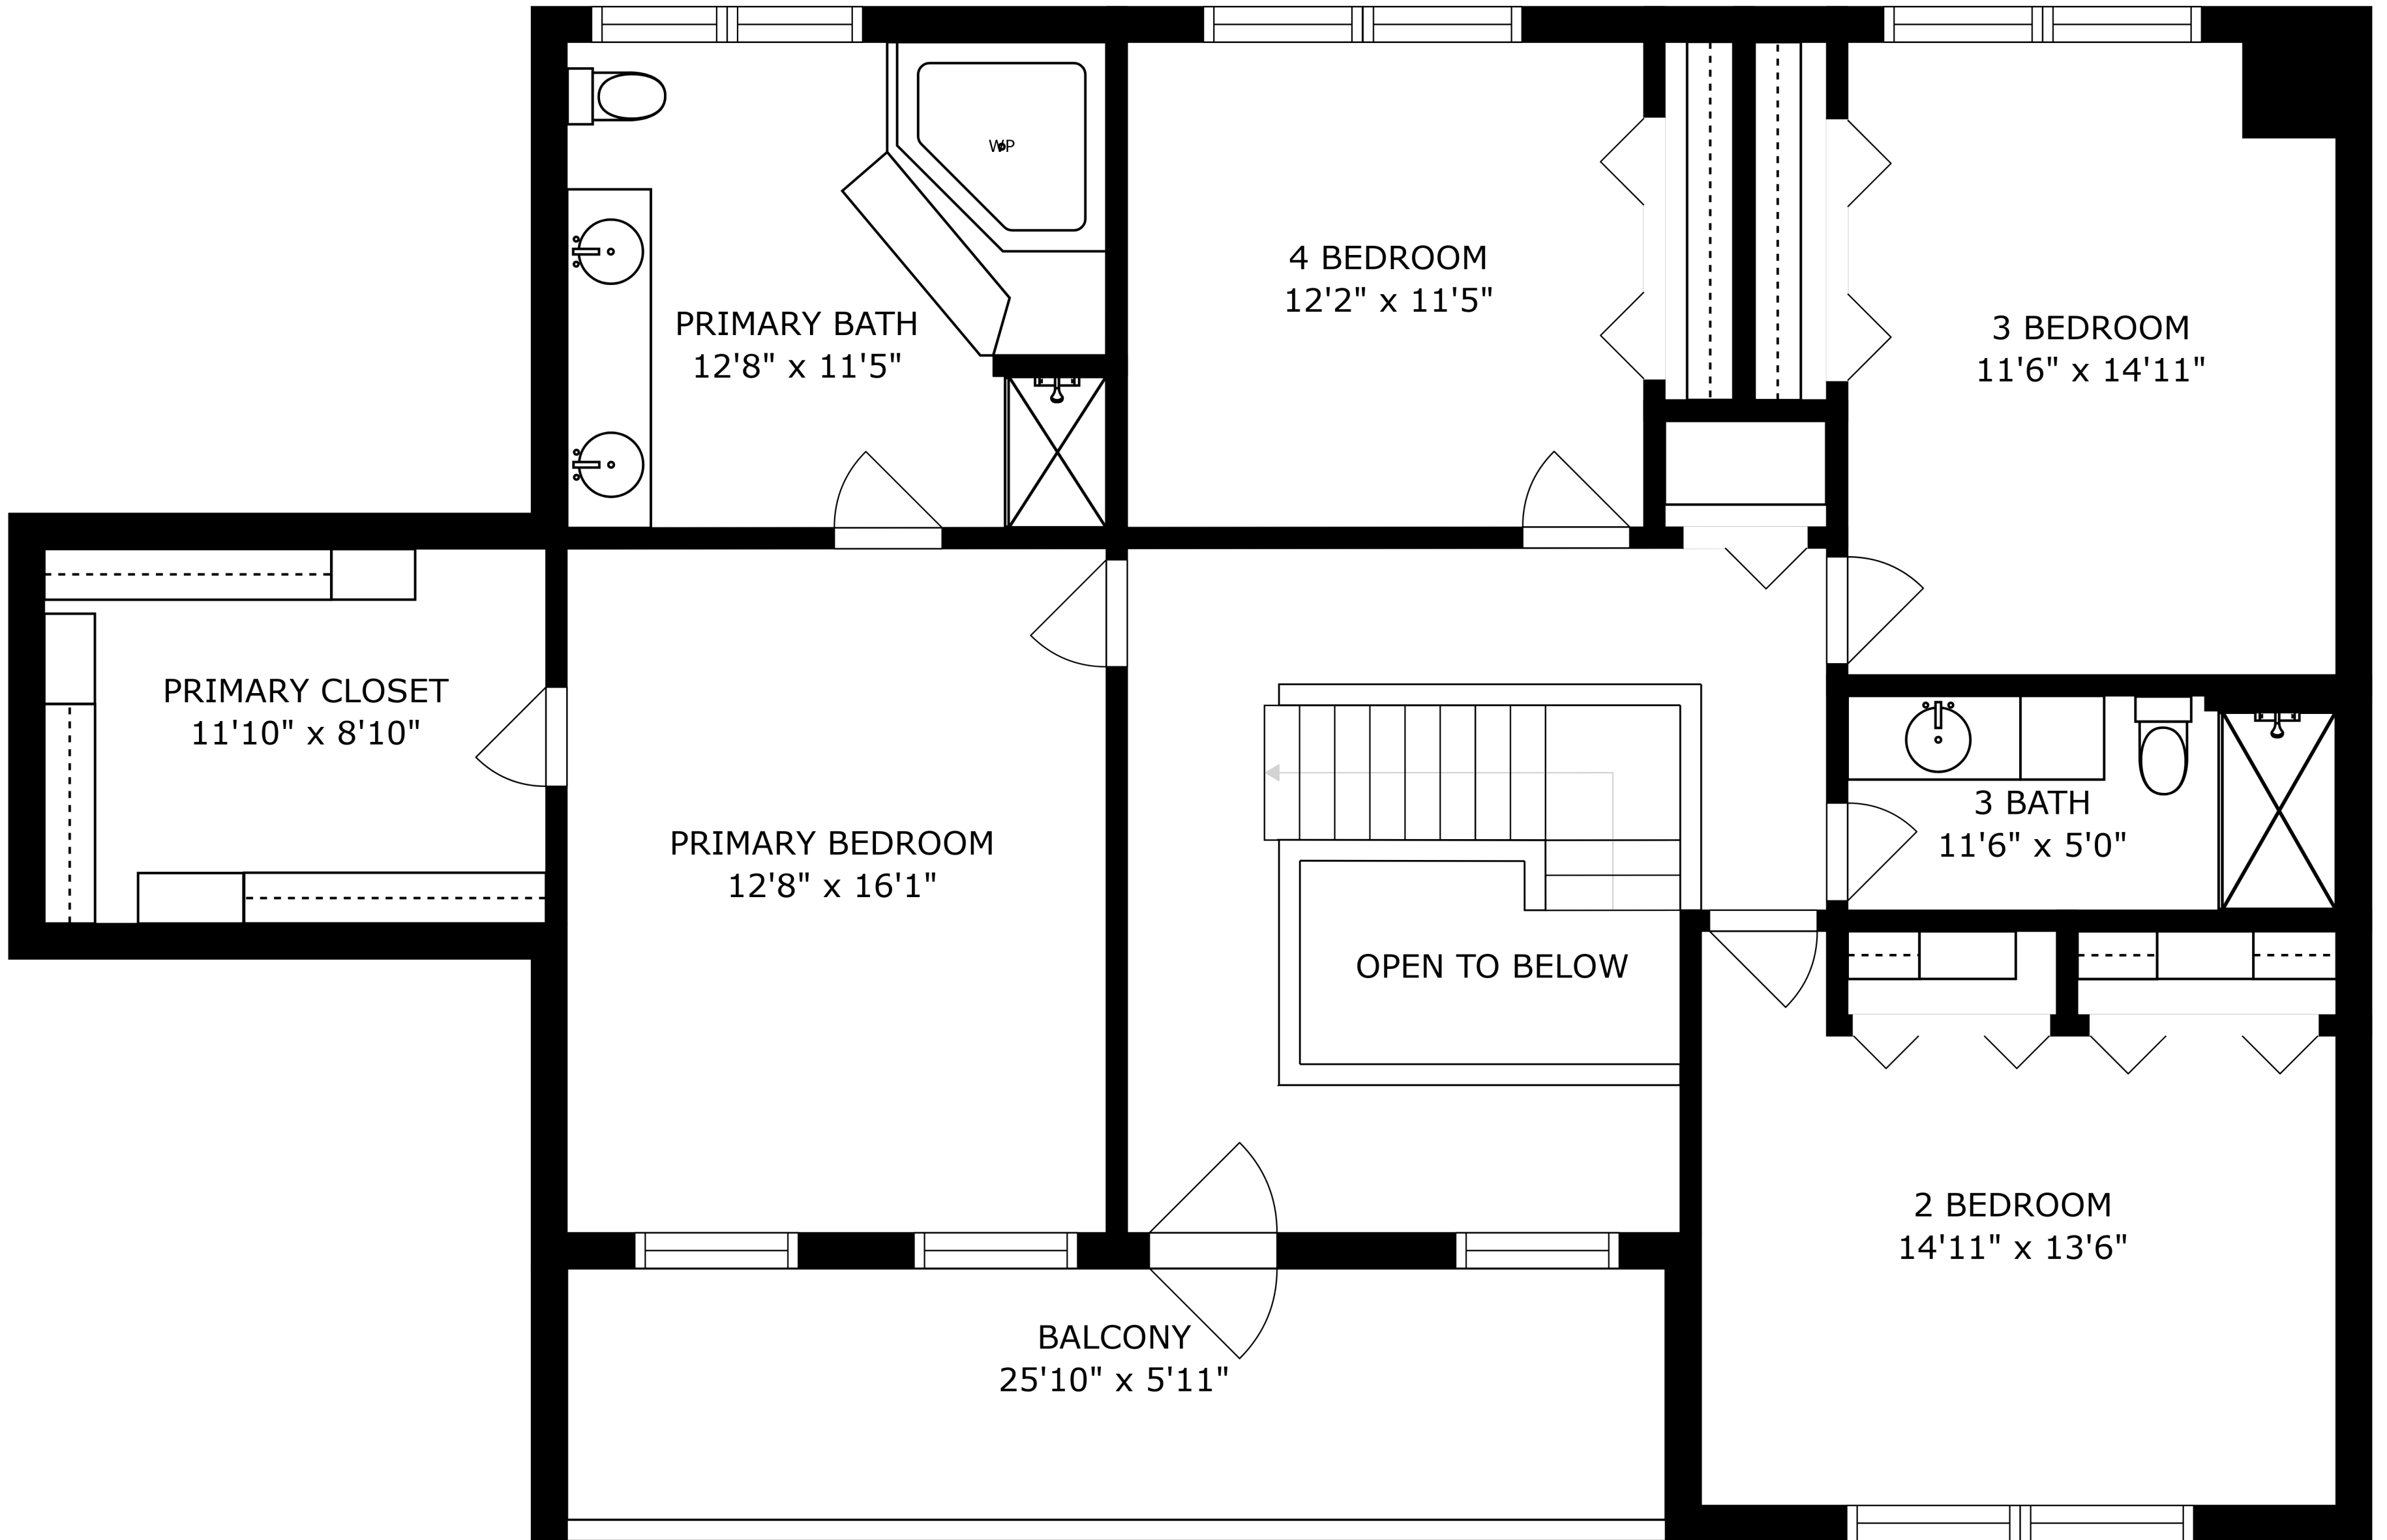 WP
4 BEDROOM
12'2" x 11'5"
PRIMARY BATH
12'8" x 11'5"
3 BEDROOM
11'6" x 14'11"
PRIMARY CLOSET
11'10" x 8'10"
PRIMARY BEDROOM
12'8" x 16'1"
3 BATH
11'6" x 5'0"
OPEN TO BELOW
2 BEDROOM
14'11" x 13'6"
BALCONY
25'10" x 5'11"